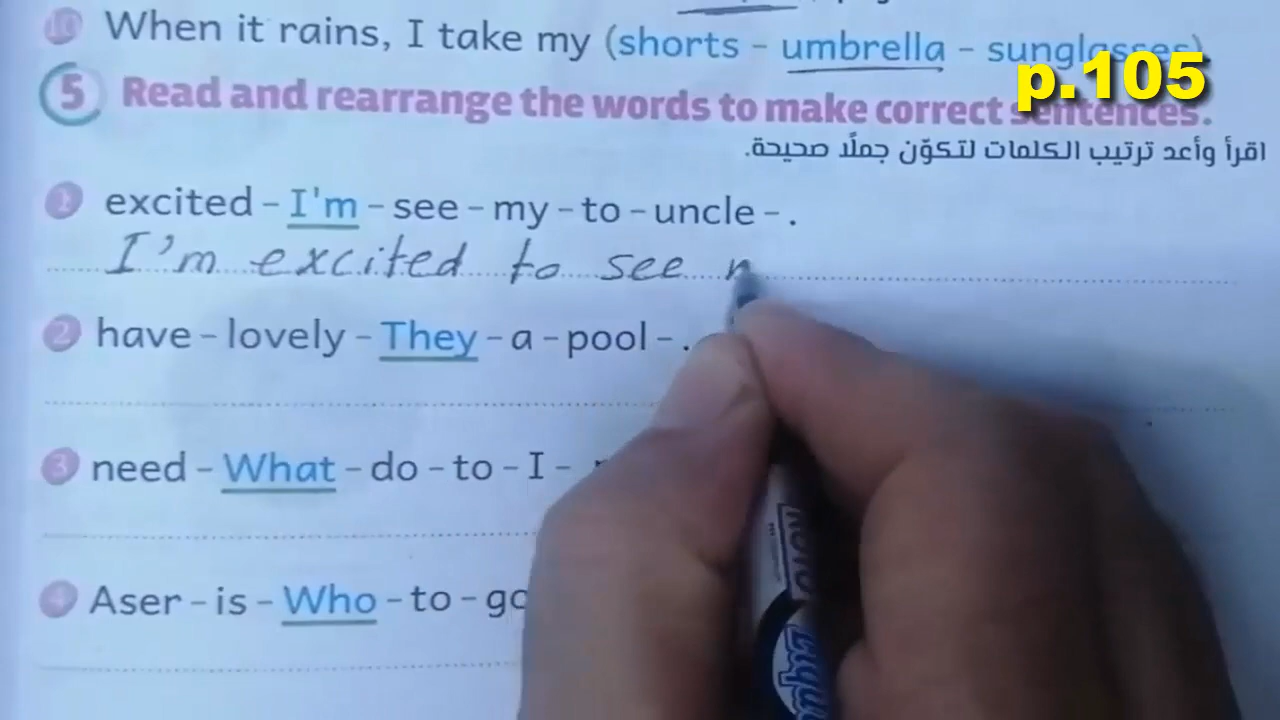 10 When it rains, I take my (shorts - umbrella - sunglasses)
p.105
5 Read and rearrange the words to make correct sentences.
اقرأ وأعد ترتيب الكلمات لتكوّن جملًا صحيحة.
1 excited - I'm - see - my - to - uncle - .
I'm excited to see
2 have - lovely - They - a - pool - .
3 need - What - do - to - I -
4 Aser - is - Who - to -